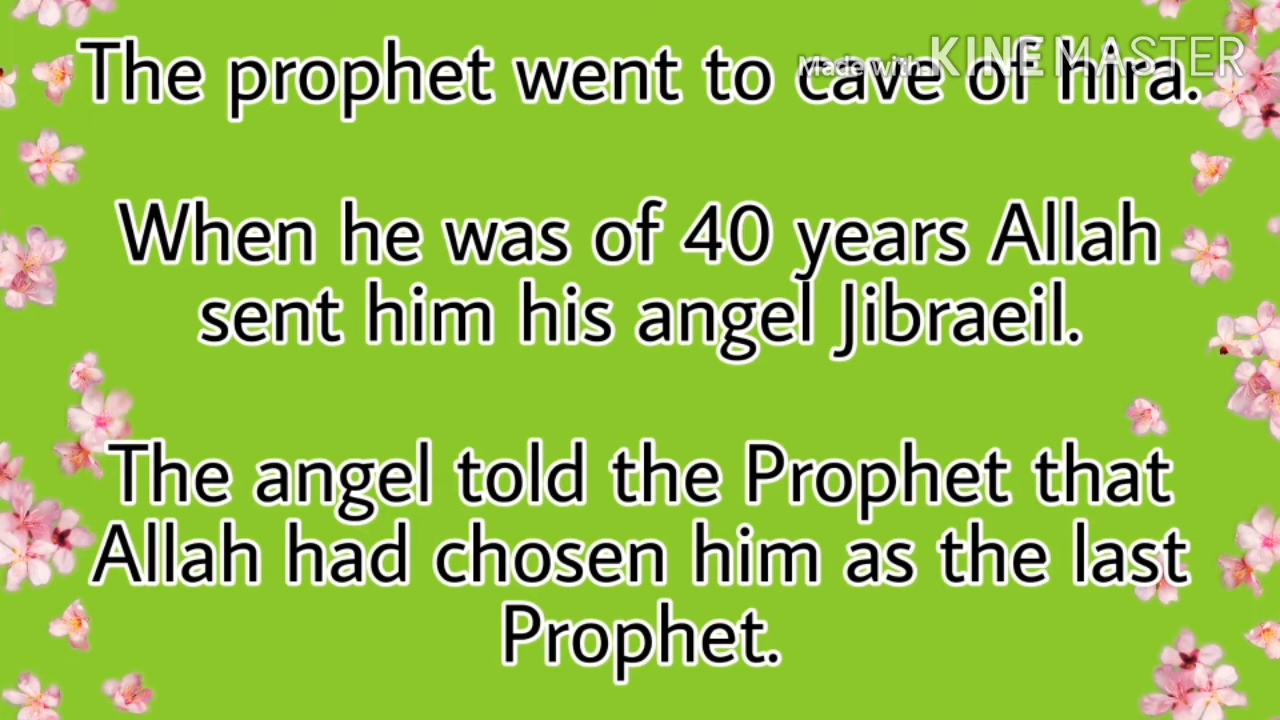 The prophet went to cave of hira.
Made with KINEMASTER
When he was of 40 years Allah
sent him his angel Jibraeil.
The angel told the Prophet that
Allah had chosen him as the last
Prophet.